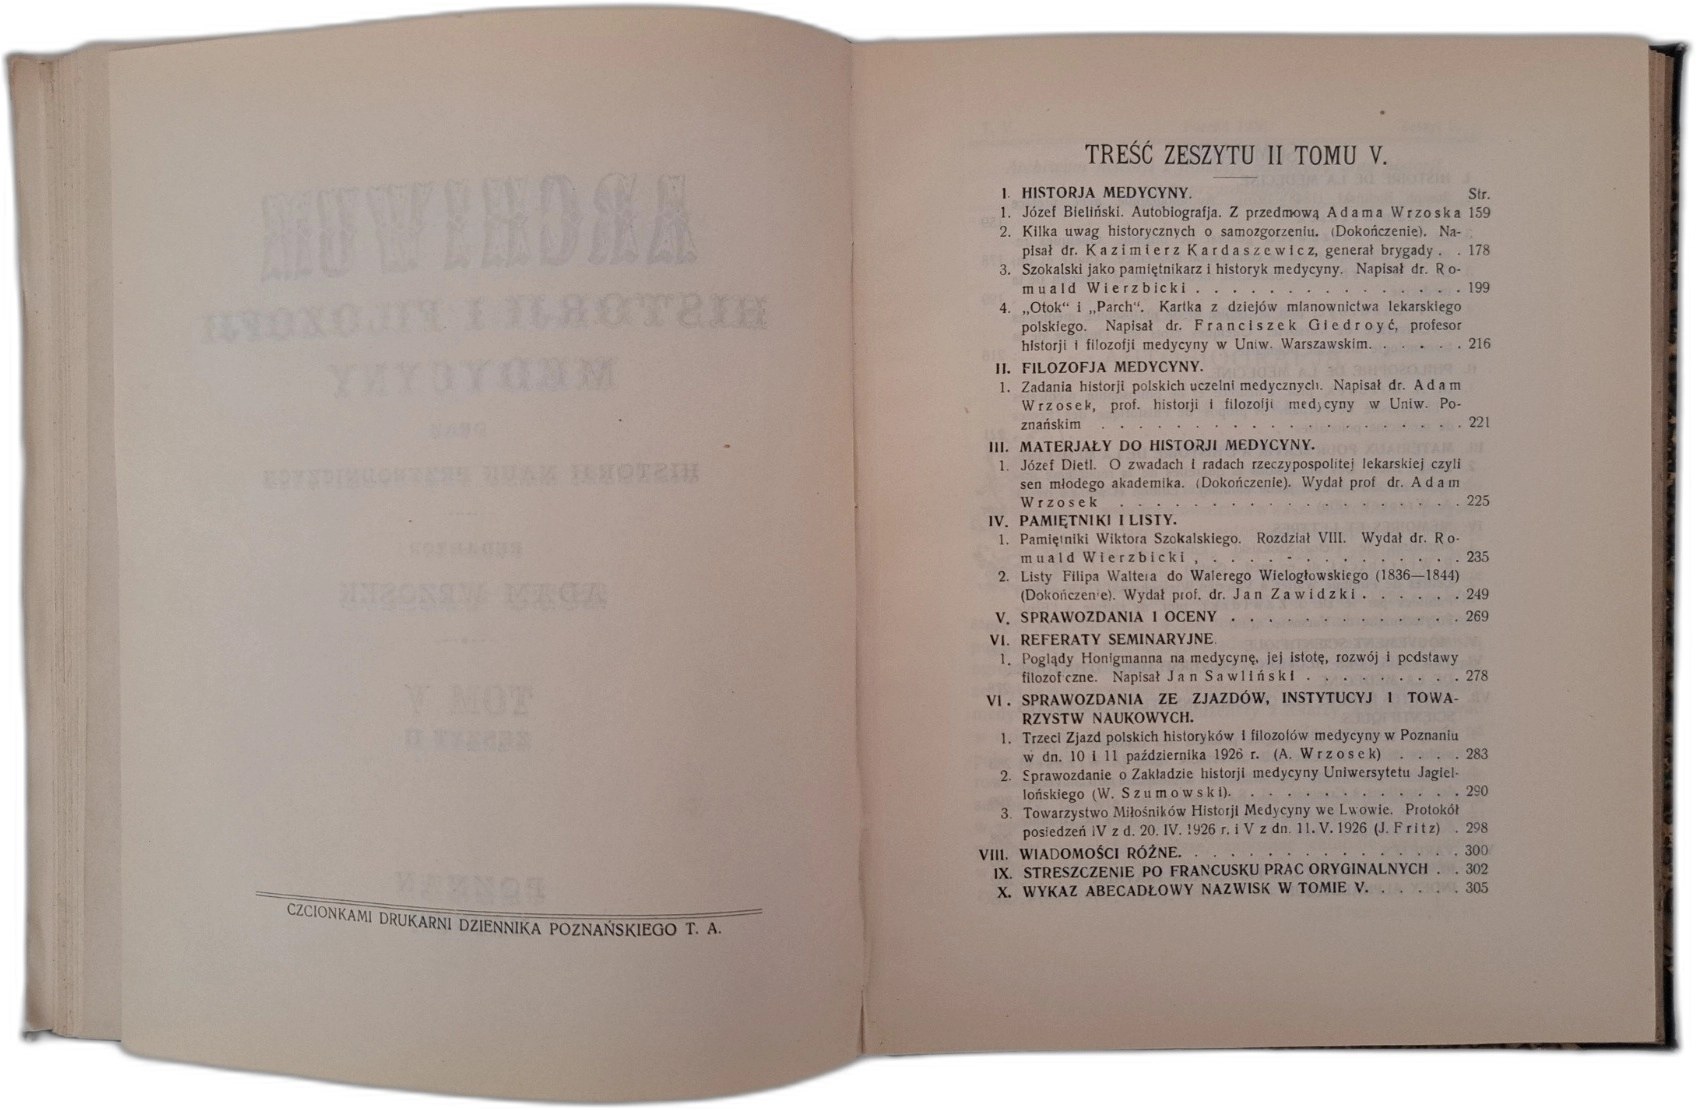 CZCIONKAMI DRUKARNI DZIENNIKA POZNAŃSKIEGO T. A.
TREŚĆ ZESZYTU II TOMU V.
I. HISTORJA MEDYCYNY. Str.
1. Józef Bieliński. Autobiografja. Z przedmową Adama Wrzoska 159
2. Kilka uwag historycznych o samozgorzeniu. (Dokończenie). Na-
pisał dr. Kazimierz Kardaszewicz, generał brygady . . 178
3. Szokalski jako pamiętnikarz i historyk medycyny. Napisał dr. Ro-
muald Wierzbicki . . . . . . . . . . . . . . . 199
4. „Otok“ i „Parch“. Kartka z dziejów mianownictwa lekarskiego
polskiego. Napisał dr. Franciszek Giedroyć, profesor
historji i filozofji medycyny w Uniw. Warszawskim. . . . . . 216
II. FILOZOFJA MEDYCYNY.
1. Zadania historji polskich uczelni medycznych. Napisał dr. Adam
Wrzosek, prof. historji i filozofji medycyny w Uniw. Po-
znańskim . . . . . . . . . . . . . . . . . . . . 221
III. MATERJAŁY DO HISTORJI MEDYCYNY.
1. Józef Dietl. O zwadach i radach rzeczypospolitej lekarskiej czyli
sen młodego akademika. (Dokończenie). Wydał prof dr. Adam
Wrzosek . . . . . . . . . . . . . . . . . . . 225
IV. PAMIĘTNIKI I LISTY.
1. Pamiętniki Wiktora Szokalskiego. Rozdział VIII. Wydał dr. Ro-
muald Wierzbicki , . . . . . . . . . . . . . . . 235
2. Listy Filipa Waltera do Walerego Wielogłowskiego (1836—1844)
(Dokończenie). Wydał prof. dr. Jan Zawidzki . . . . . . 249
V. SPRAWOZDANIA I OCENY . . . . . . . . . . . . . 269
VI. REFERATY SEMINARYJNE
1. Poglądy Honigmanna na medycynę, jej istotę, rozwój i podstawy
filozoficzne. Napisał Jan Sawliński . . . . . . . . . 278
VI . SPRAWOZDANIA ZE ZJAZDÓW, INSTYTUCYJ I TOWA-
RZYSTW NAUKOWYCH.
1. Trzeci Zjazd polskich historyków i filozofów medycyny w Poznaniu
w dn. 10 i 11 października 1926 r. (A. Wrzosek) . . . . 283
2. Sprawozdanie o Zakładzie historji medycyny Uniwersytetu Jagiel-
lońskiego (W. Szumowski). . . . . . . . . . . . . 290
3. Towarzystwo Miłośników Historji Medycyny we Lwowie. Protokół
posiedzeń IV z d. 20. IV. 1926 r. i V z dn. 11. V. 1926 (J. Fritz) . 298
VIII. WIADOMOŚCI RÓŻNE. . . . . . . . . . . . . . . . 300
IX. STRESZCZENIE PO FRANCUSKU PRAC ORYGINALNYCH . . 302
X. WYKAZ ABECADŁOWY NAZWISK W TOMIE V. . . . . . 305